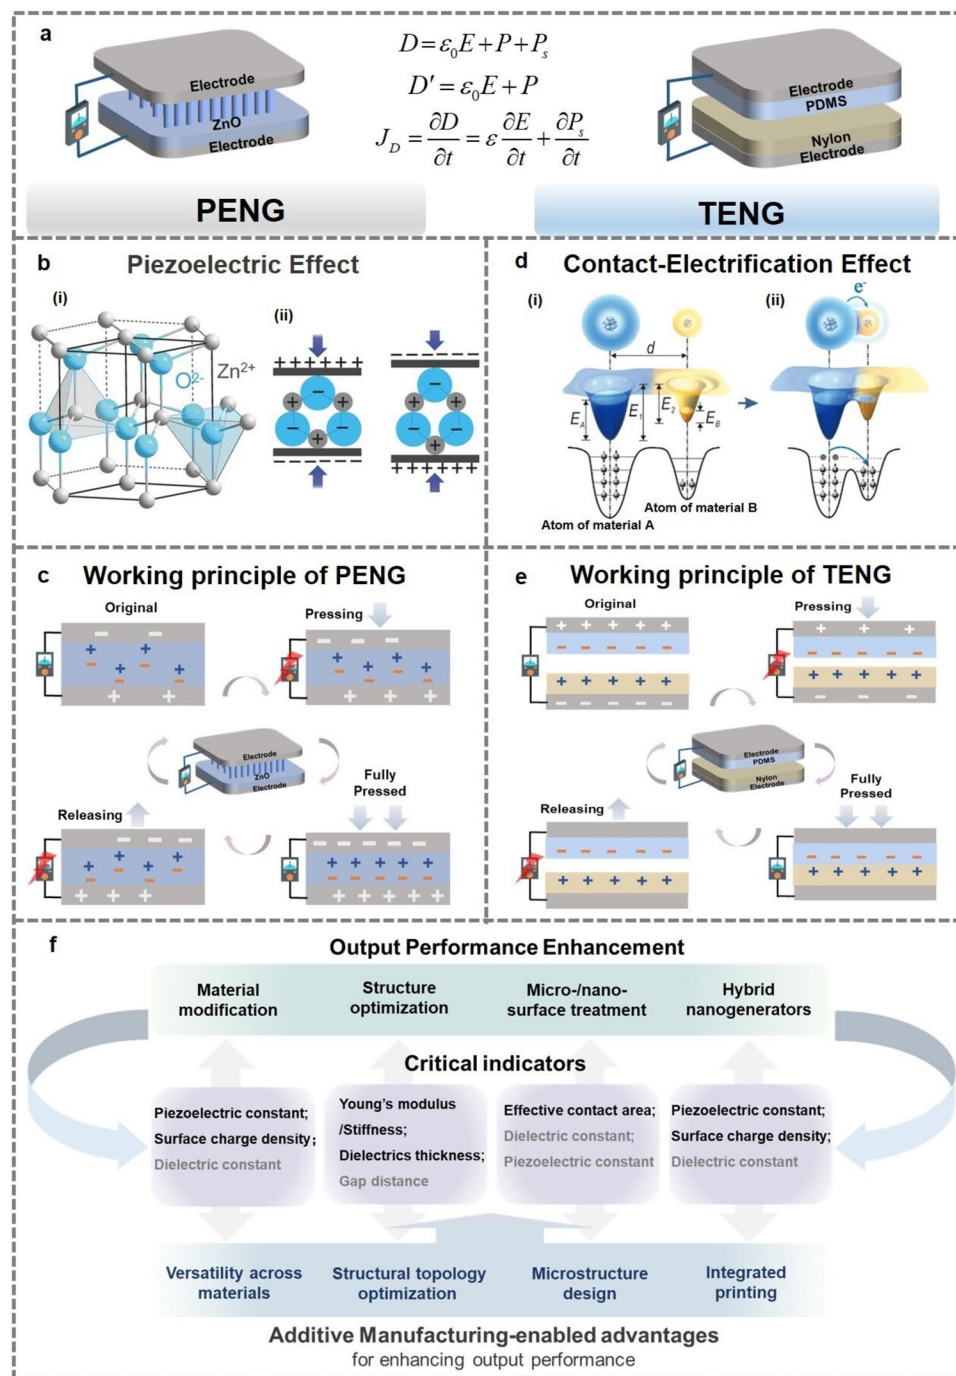 a
Electrode
ZnO
Electrode
PENG
D = ε₀E + P + Pₛ
D′ = ε₀E + P
J_D = ∂D/∂t = ε ∂E/∂t + ∂Pₛ/∂t
Electrode
PDMS
Nylon
Electrode
TENG
b
Piezoelectric Effect
(i)
O²⁻
Zn²⁺
(ii)
+ + + + + +
− − − − − −
− − − − − −
+ + + + + +
d
Contact-Electrification Effect
(i)
d
E_A
E_1
E_2
E_B
Atom of material A
Atom of material B
(ii)
e⁻
c
Working principle of PENG
Original
Pressing
Electrode
ZnO
Electrode
Releasing
Fully
Pressed
e
Working principle of TENG
Original
Pressing
Electrode
PDMS
Nylon
Electrode
Releasing
Fully
Pressed
f
Output Performance Enhancement
Material
modification
Structure
optimization
Micro-/nano-
surface treatment
Hybrid
nanogenerators
Critical indicators
Piezoelectric constant;
Surface charge density;
Dielectric constant
Young's modulus
/Stiffness;
Dielectrics thickness;
Gap distance
Effective contact area;
Dielectric constant;
Piezoelectric constant
Piezoelectric constant;
Surface charge density;
Dielectric constant
Versatility across
materials
Structural topology
optimization
Microstructure
design
Integrated
printing
Additive Manufacturing-enabled advantages
for enhancing output performance